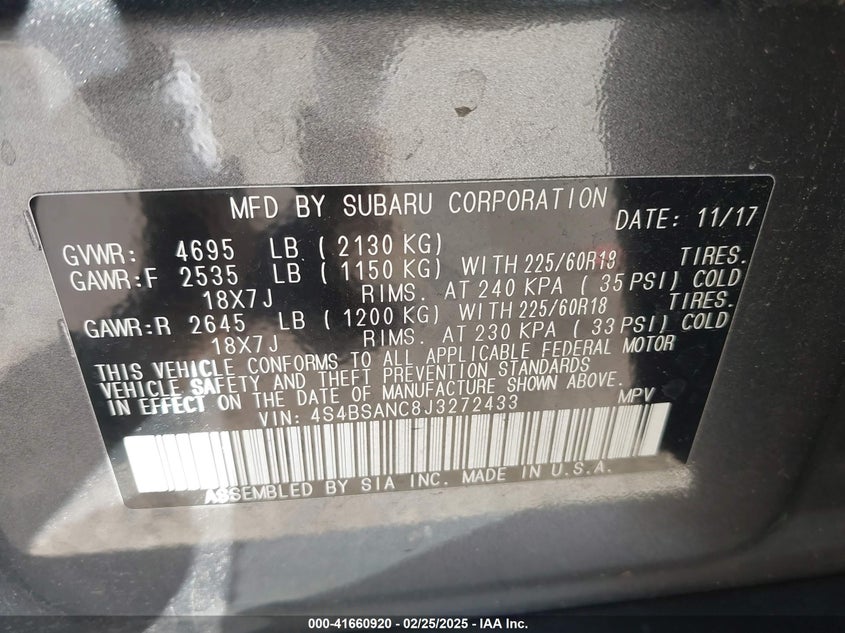 MFD BY SUBARU CORPORATION DATE: 11/17
GVWR: 4695 LB (2130 KG)
GAWR:F 2535 LB (1150 KG) WITH 225/60R18 TIRES.
18X7J RIMS. AT 240 KPA (35 PSI) COLD
GAWR:R 2645 LB (1200 KG) WITH 225/60R18 TIRES.
18X7J RIMS. AT 230 KPA (33 PSI) COLD
THIS VEHICLE CONFORMS TO ALL APPLICABLE FEDERAL MOTOR
VEHICLE SAFETY AND THEFT PREVENTION STANDARDS
IN EFFECT ON THE DATE OF MANUFACTURE SHOWN ABOVE.
VIN: 4S4BSANC8J3272433 MPV
ASSEMBLED BY SIA INC. MADE IN U.S.A.
000-41660920 - 02/25/2025 - IAA Inc.